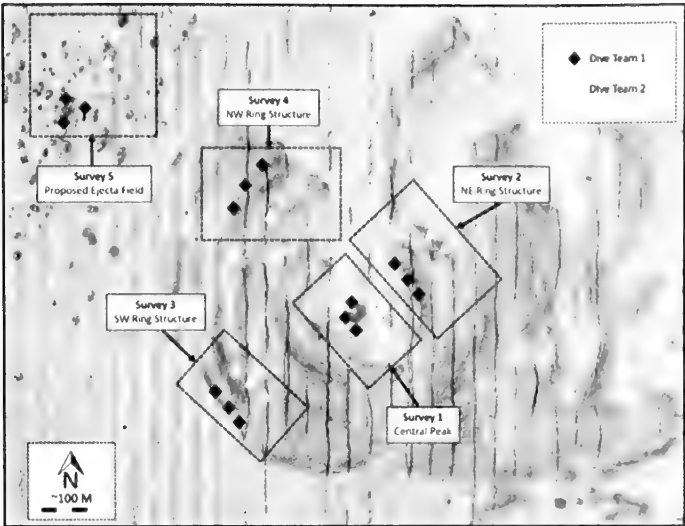 Dive Team 1
Dive Team 2
Survey 4
NW Ring Structure
Survey 5
Proposed Ejecta Field
Survey 2
NE Ring Structure
Survey 3
SW Ring Structure
Survey 1
Central Peak
N
~100 M